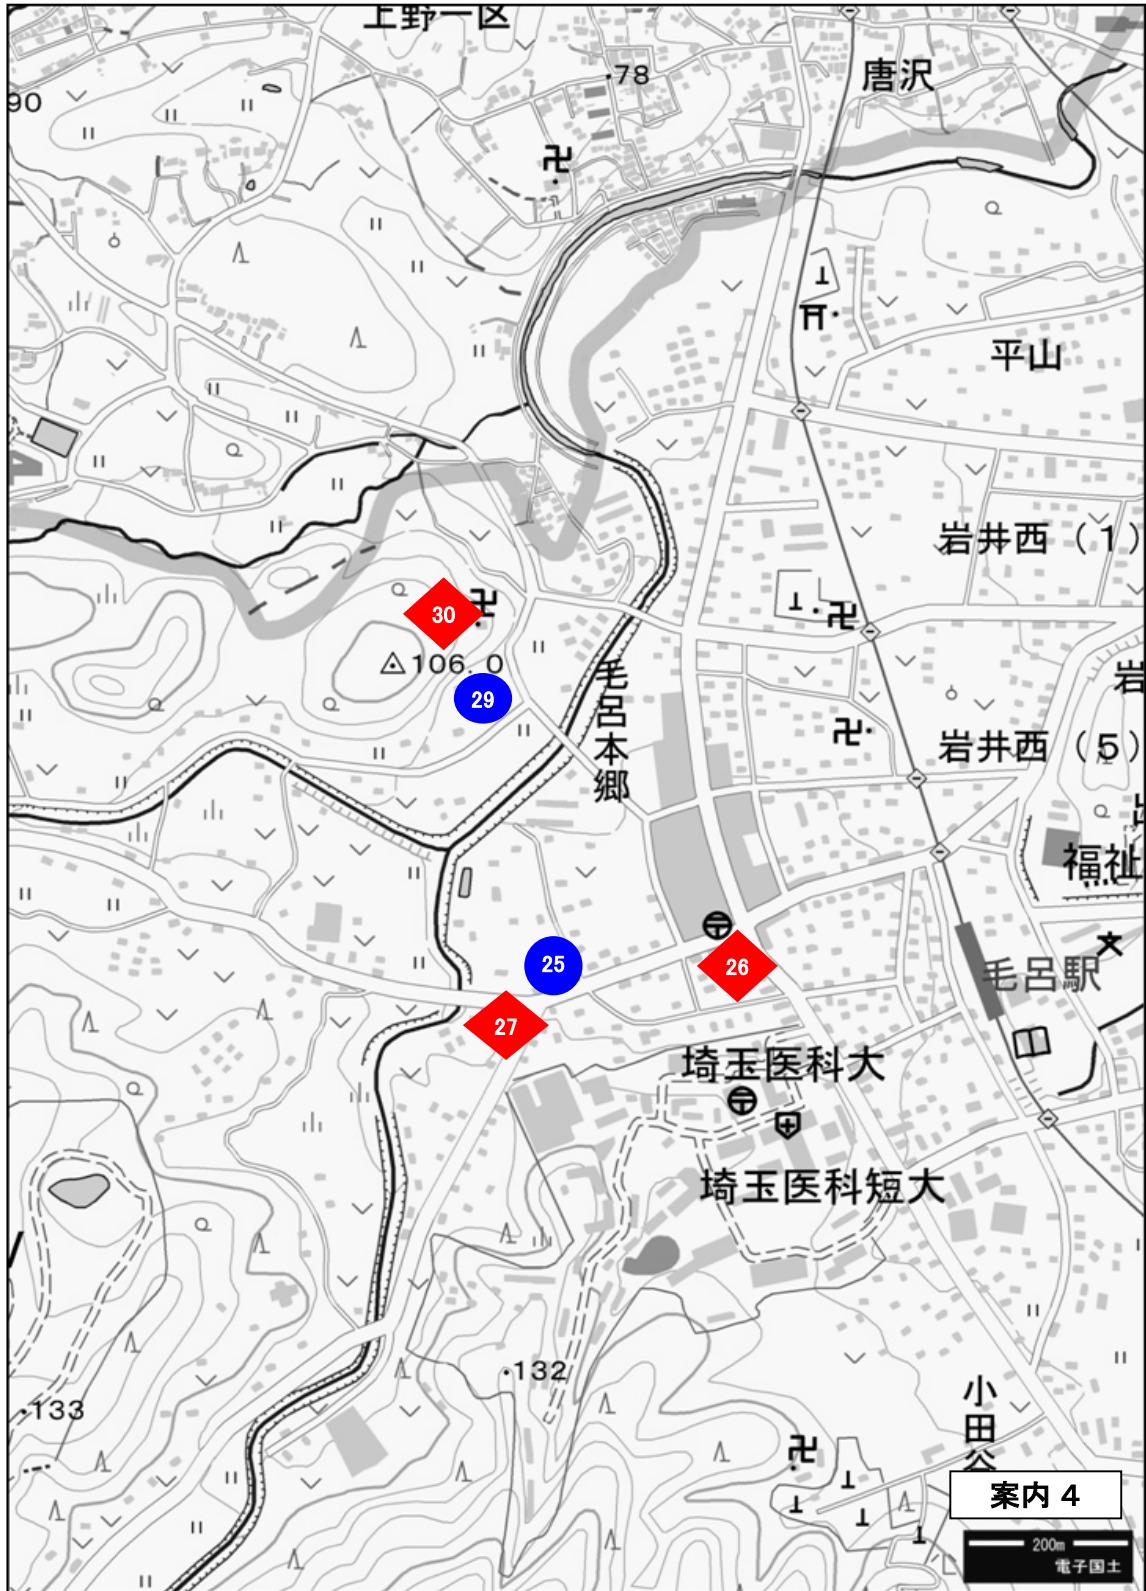 上野一区
78
唐沢
90
平山
岩井西(1)
30
106.0
毛呂本郷
29
岩
岩井西(5)
福祉
25
26
毛呂駅
27
埼玉医科大
埼玉医科短大
132
133
小田谷
案内 4
200m
電子国土